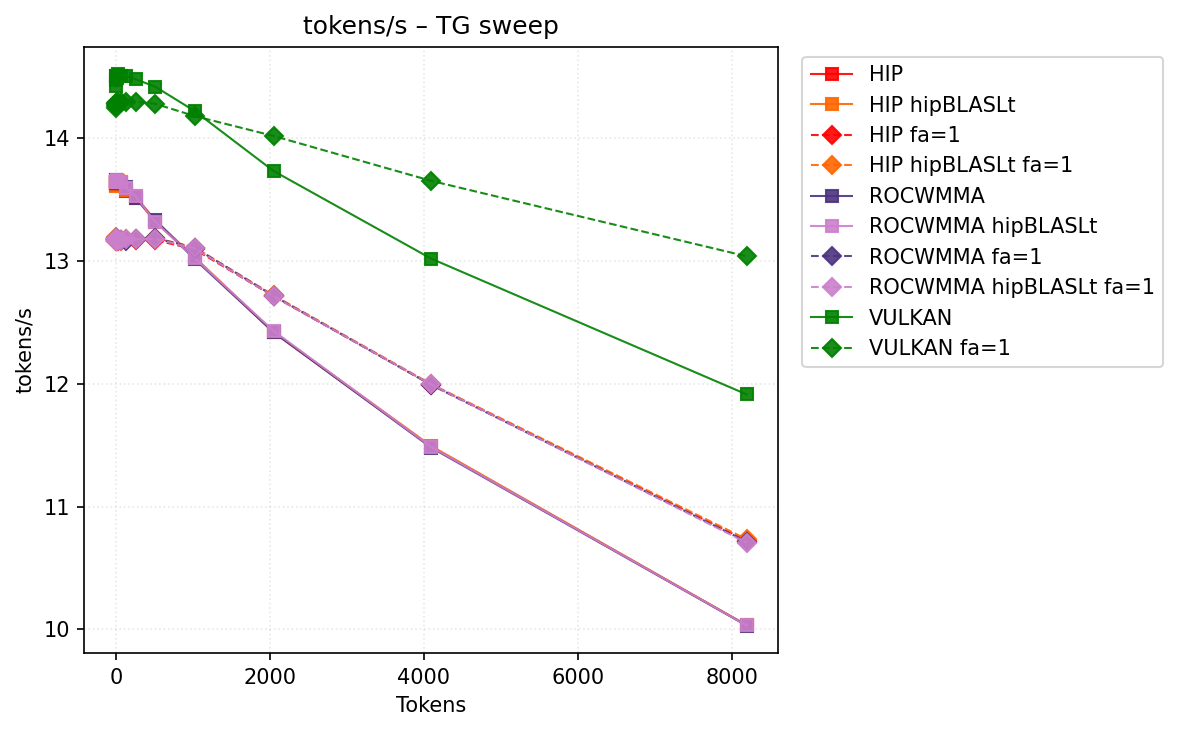 tokens/s – TG sweep
HIP
HIP hipBLASLt
HIP fa=1
HIP hipBLASLt fa=1
ROCWMMA
ROCWMMA hipBLASLt
ROCWMMA fa=1
ROCWMMA hipBLASLt fa=1
VULKAN
VULKAN fa=1
tokens/s
14
13
12
11
10
0 2000 4000 6000 8000
Tokens